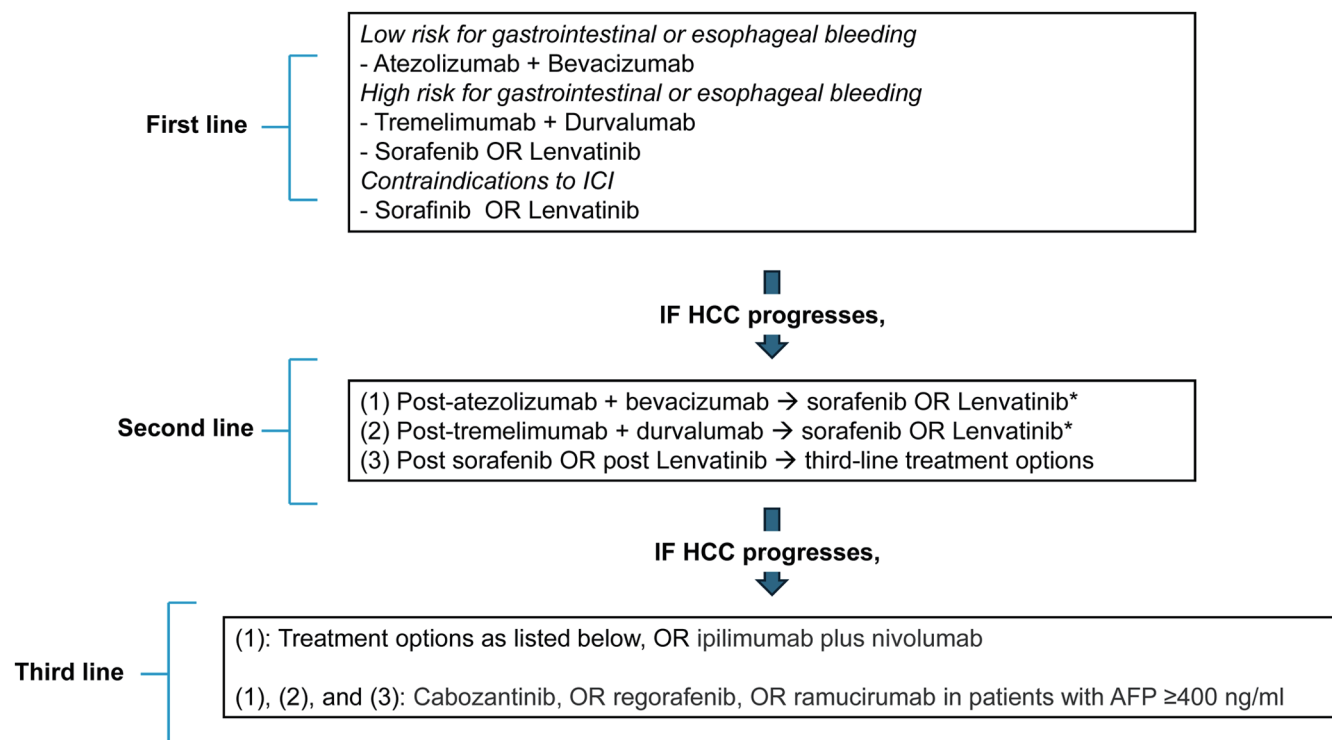 Low risk for gastrointestinal or esophageal bleeding
- Atezolizumab + Bevacizumab
High risk for gastrointestinal or esophageal bleeding
First line
- Tremelimumab + Durvalumab
- Sorafenib OR Lenvatinib
Contraindications to ICI
- Sorafinib OR Lenvatinib
IF HCC progresses,
Second line
(1) Post-atezolizumab + bevacizumab → sorafenib OR Lenvatinib*
(2) Post-tremelimumab + durvalumab → sorafenib OR Lenvatinib*
(3) Post sorafenib OR post Lenvatinib → third-line treatment options
IF HCC progresses,
Third line
(1): Treatment options as listed below, OR ipilimumab plus nivolumab
(1), (2), and (3): Cabozantinib, OR regorafenib, OR ramucirumab in patients with AFP ≥400 ng/ml